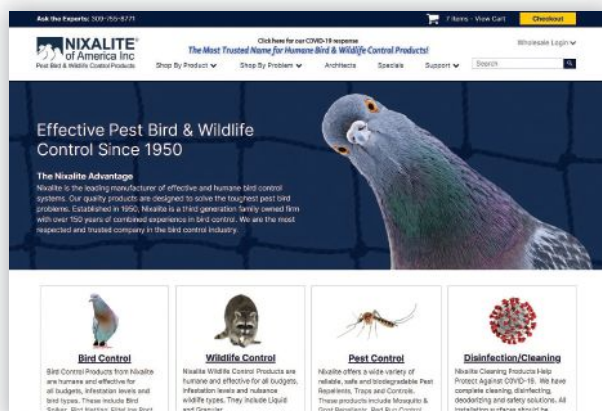 Ask the Experts: 309-755-8771
7 Items - View Cart
Checkout
NIXALITE®
of America Inc
Pest Bird & Wildlife Control Products
Click here for our COVID-19 response
The Most Trusted Name for Humane Bird & Wildlife Control Products!
Wholesale Login
Shop By Product
Shop By Problem
Architects
Specials
Support
Search
Effective Pest Bird & Wildlife
Control Since 1950
The Nixalite Advantage
Nixalite is the leading manufacturer of effective and humane bird control
systems. Our quality products are designed to solve the toughest pest bird
problems. Established in 1950, Nixalite is a third generation family owned firm
with over 150 years of combined experience in bird control. We are the most
respected and trusted company in the bird control industry.
Bird Control
Bird Control Products from Nixalite
are humane and effective for
all budgets, infestation levels and
bird types. These include Bird
Wildlife Control
Nixalite Wildlife Control Products are
humane and effective for all budgets,
infestation levels and nuisance
wildlife types. They include Liquid
and Granular
Pest Control
Nixalite offers a wide variety of
reliable, safe and biodegradable Pest
Repellents, Traps and Controls.
These products include Mosquito &
Disinfection/Cleaning
Nixalite Cleaning Products Help
Protect Against COVID-19. We have
complete cleaning, disinfecting,
deodorizing and safety solutions. All